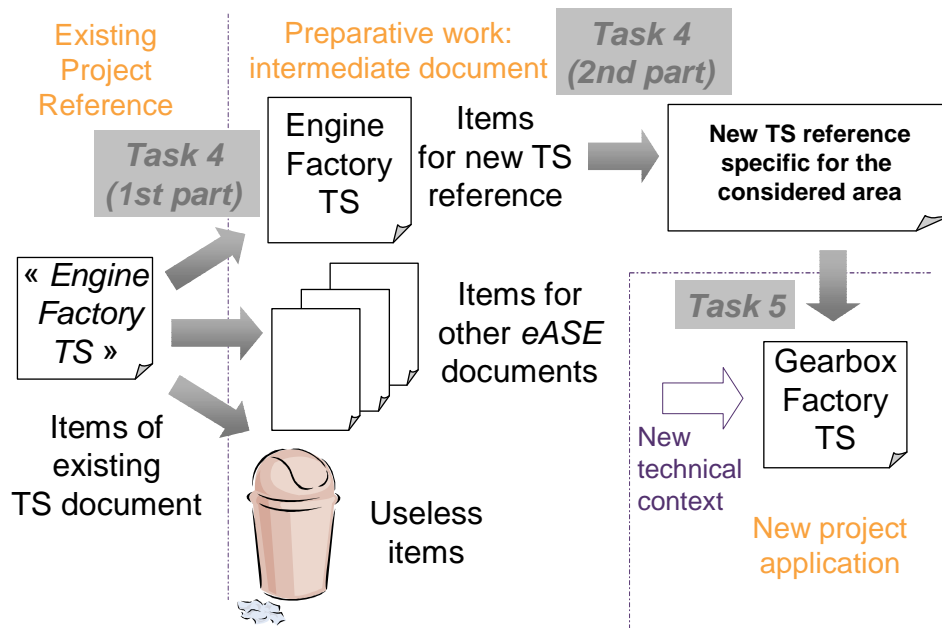 Existing
Project
Reference
Preparative work:
intermediate document
Task 4
(2nd part)
Task 4
(1st part)
Engine
Factory
TS
Items
for new TS
reference
New TS reference
specific for the
considered area
« Engine
Factory
TS »
Items for
other eASE
documents
Task 5
Gearbox
Factory
TS
New
technical
context
Items of
existing
TS document
Useless
items
New project
application